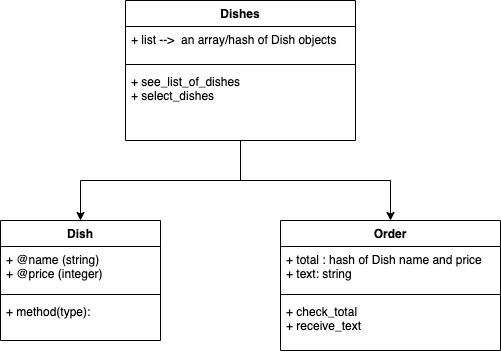 Dishes
+ list --> an array/hash of Dish objects
+ see_list_of_dishes
+ select_dishes
Dish
+ @name (string)
+ @price (integer)
+ method(type):
Order
+ total : hash of Dish name and price
+ text: string
+ check_total
+ receive_text